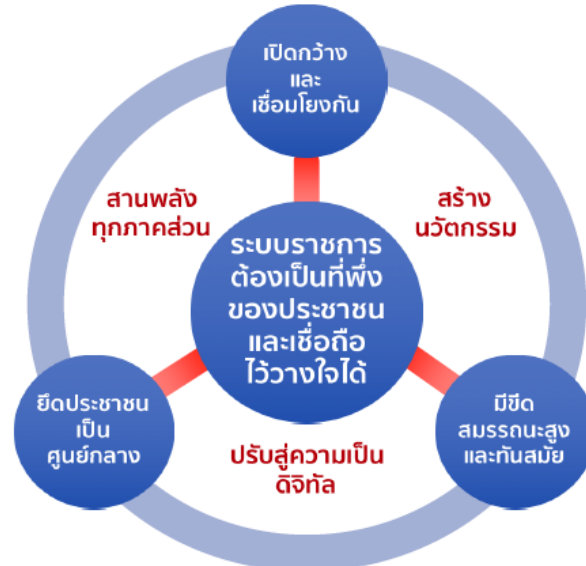 เปิดกว้าง
และ
เชื่อมโยงกัน
สานพลัง
ทุกภาคส่วน
สร้าง
นวัตกรรม
ระบบราชการ
ต้องเป็นที่พึ่ง
ของประชาชน
และเชื่อถือ
ไว้วางใจได้
ยึดประชาชน
เป็น
ศูนย์กลาง
มีขีด
สมรรถนะสูง
และทันสมัย
ปรับสู่ความเป็น
ดิจิทัล